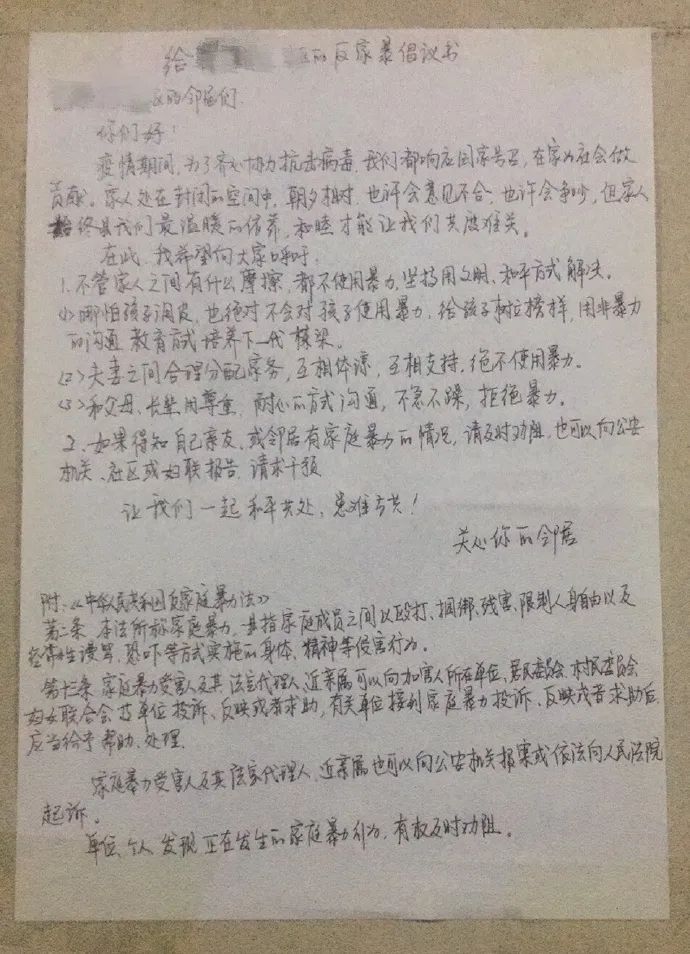 给 的反家暴倡议书
的邻居们：
你们好！
疫情期间，为了齐心协力抗击病毒，我们都响应国家号召，在家为社会做
贡献。家人处在封闭的空间中，朝夕相对，也许会意见不合，也许会争吵，但家人
始终是我们最温暖的倚靠，和睦才能让我们共渡难关。
在此，我希望向大家呼吁：
1. 不管家人之间有什么摩擦，都不使用暴力，坚持用文明、和平方式解决。
(1) 哪怕孩子调皮，也绝对不会对孩子使用暴力，给孩子树立榜样，用非暴力
的沟通、教育方式培养下一代栋梁。
(2) 夫妻之间合理分配家务，互相体谅，互相支持，绝不使用暴力。
(3) 和父母、长辈用尊重、耐心的方式沟通，不急不躁，拒绝暴力。
2. 如果得知自己亲友、或邻居有家庭暴力的情况，请及时劝阻，也可以向公安
机关、社区或妇联报告，请求干预。
让我们一起和平共处、患难与共！
关心你的邻居
附：《中华人民共和国反家庭暴力法》
第二条 本法所称家庭暴力，是指家庭成员之间以殴打、捆绑、残害、限制人身自由以及
经常性谩骂、恐吓等方式实施的身体、精神等侵害行为。
第十三条 家庭暴力受害人及其法定代理人、近亲属可以向加害人所在单位、居民委员会、村民委员会
妇女联合会等单位投诉、反映或者求助，有关单位接到家庭暴力投诉、反映或者求助后，
应当给予帮助、处理。
家庭暴力受害人及其法定代理人、近亲属也可以向公安机关报案或依法向人民法院
起诉。
单位、个人发现正在发生的家庭暴力行为，有权及时劝阻。